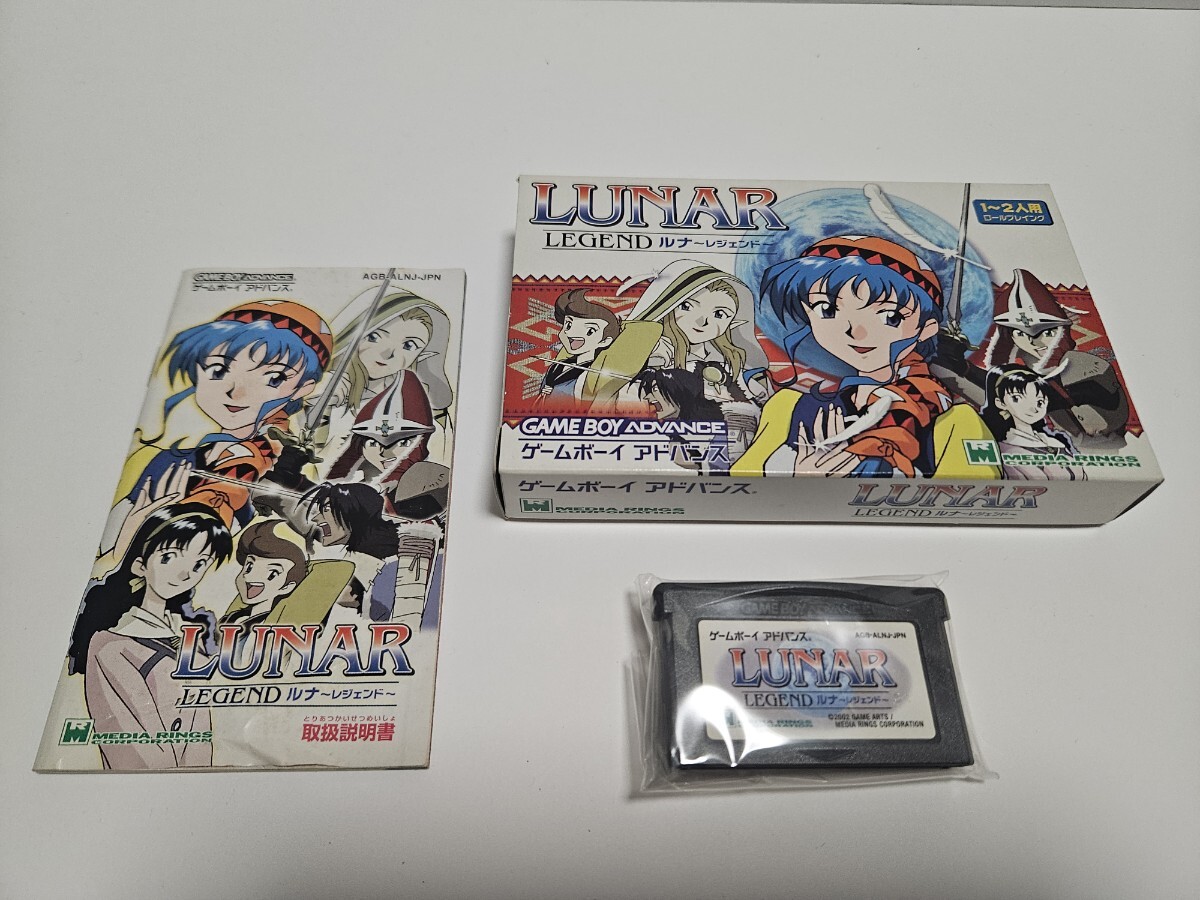 GAME BOY ADVANCE
ゲームボーイ アドバンス
AGB-ALNJ-JPN
LUNAR
LEGEND ルナ～レジェンド～
とりあつかいせつめいしょ
取扱説明書
MEDIA RINGS
CORPORATION
LUNAR
LEGEND ルナ～レジェンド～
1～2人用
ロールプレイング
GAME BOY ADVANCE
ゲームボーイ アドバンス
MEDIA RINGS
CORPORATION
ゲームボーイ アドバンス
MEDIA RINGS
CORPORATION
LUNAR
LEGEND ルナ～レジェンド～
GAME BOY ADVANCE
ゲームボーイ アドバンス
AGB-ALNJ-JPN
LUNAR
LEGEND ルナ～レジェンド～
©2002 GAME ARTS /
MEDIA RINGS CORPORATION